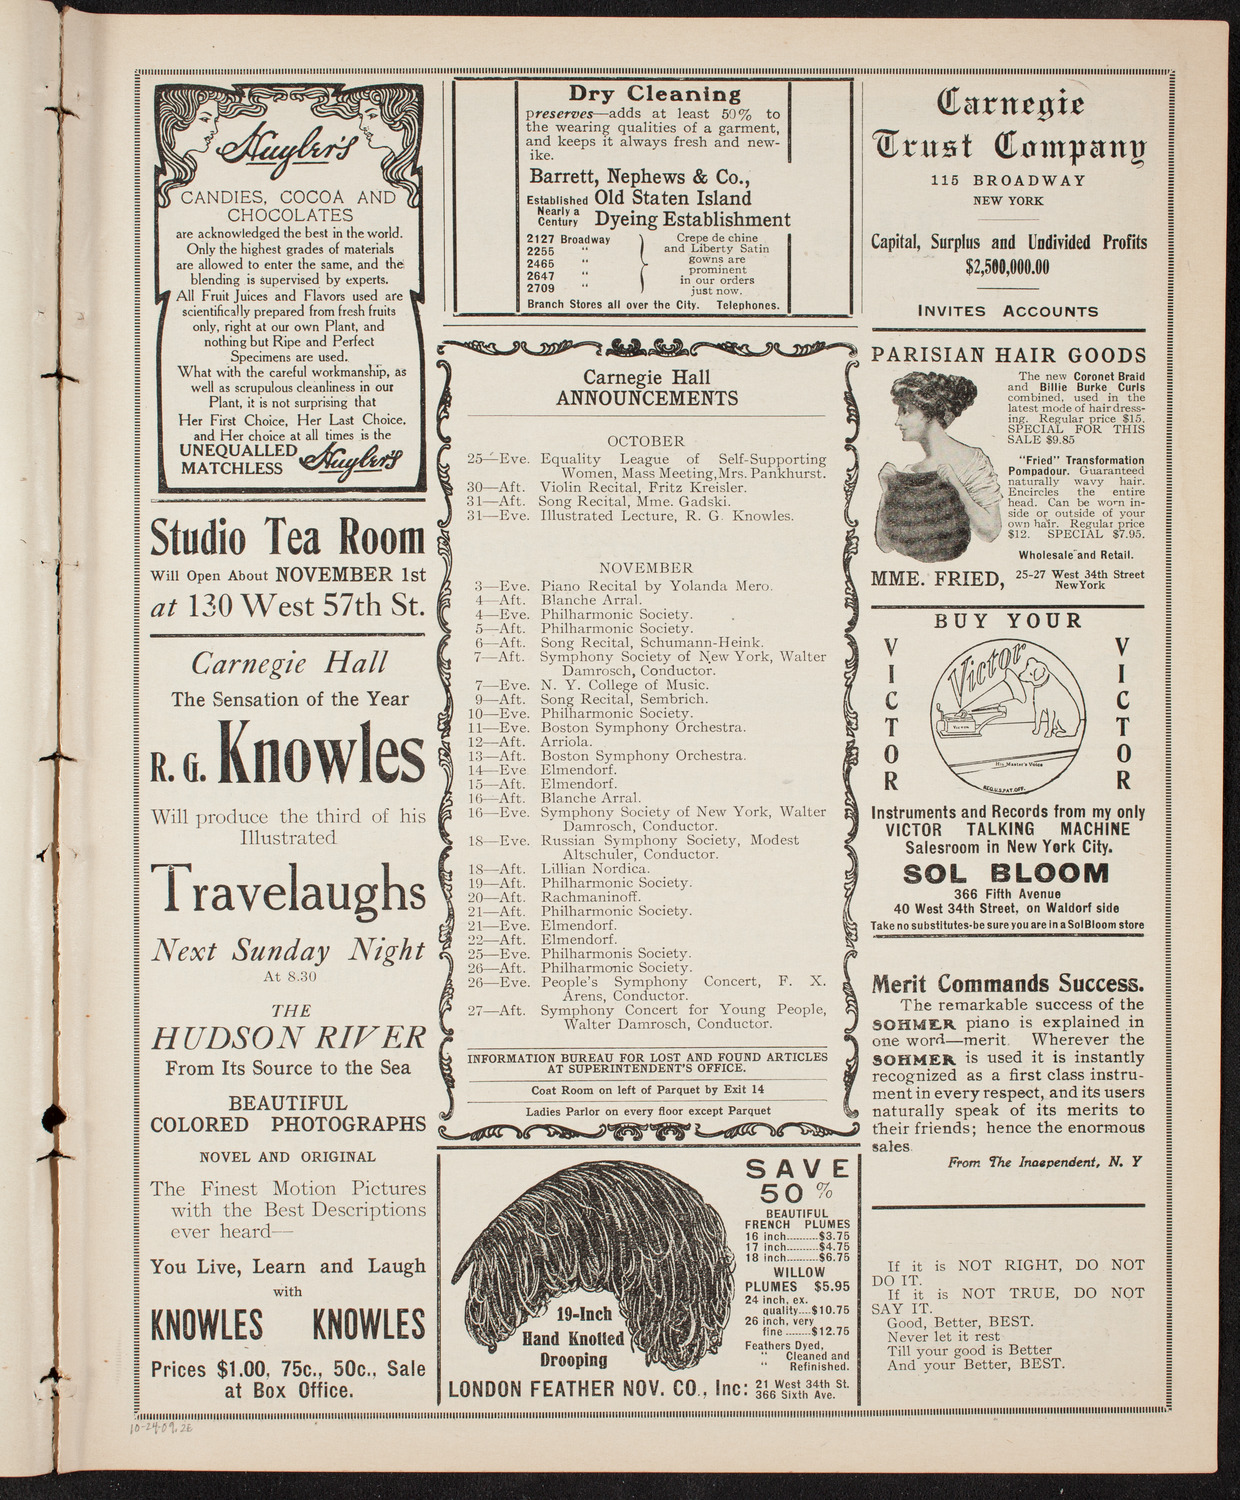 Huyler's
CANDIES, COCOA AND
CHOCOLATES
are acknowledged the best in the world.
Only the highest grades of materials
are allowed to enter the same, and the
blending is supervised by experts.
All Fruit Juices and Flavors used are
scientifically prepared from fresh fruits
only, right at our own Plant, and
nothing but Ripe and Perfect
Specimens are used.
What with the careful workmanship, as
well as scrupulous cleanliness in our
Plant, it is not surprising that
Her First Choice, Her Last Choice,
and Her choice at all times is the
UNEQUALLED
MATCHLESS Huyler's
Studio Tea Room
Will Open About NOVEMBER 1st
at 130 West 57th St.
Carnegie Hall
The Sensation of the Year
R. G. Knowles
Will produce the third of his
Illustrated
Travelaughs
Next Sunday Night
At 8.30
THE
HUDSON RIVER
From Its Source to the Sea
BEAUTIFUL
COLORED PHOTOGRAPHS
NOVEL AND ORIGINAL
The Finest Motion Pictures
with the Best Descriptions
ever heard—
You Live, Learn and Laugh
with
KNOWLES KNOWLES
Prices $1.00, 75c., 50c., Sale
at Box Office.
Dry Cleaning
preserves—adds at least 50% to
the wearing qualities of a garment,
and keeps it always fresh and new-
ike.
Barrett, Nephews & Co.,
Established Nearly a Century
Old Staten Island
Dyeing Establishment
2127 Broadway
2255 "
2465 "
2647 "
2709 "
Crepe de chine
and Liberty Satin
gowns are
prominent
in our orders
just now.
Branch Stores all over the City. Telephones.
Carnegie Hall
ANNOUNCEMENTS
OCTOBER
25—Eve. Equality League of Self-Supporting
Women, Mass Meeting, Mrs. Pankhurst.
30—Aft. Violin Recital, Fritz Kreisler.
31—Aft. Song Recital, Mme. Gadski.
31—Eve. Illustrated Lecture, R. G. Knowles.
NOVEMBER
3—Eve. Piano Recital by Yolanda Mero.
4—Aft. Blanche Arral.
4—Eve. Philharmonic Society.
5—Aft. Philharmonic Society.
6—Aft. Song Recital, Schumann-Heink.
7—Aft. Symphony Society of New York, Walter
Damrosch, Conductor.
7—Eve. N. Y. College of Music.
9—Aft. Song Recital, Sembrich.
10—Eve. Philharmonic Society.
11—Eve. Boston Symphony Orchestra.
12—Aft. Arriola.
13—Aft. Boston Symphony Orchestra.
14—Eve Elmendorf.
15—Aft. Elmendorf.
16—Aft. Blanche Arral.
16—Eve. Symphony Society of New York, Walter
Damrosch, Conductor.
18—Eve. Russian Symphony Society, Modest
Altschuler, Conductor.
18—Aft. Lillian Nordica.
19—Aft. Philharmonic Society.
20—Aft. Rachmaninoff.
21—Aft. Philharmonic Society.
21—Eve. Elmendorf.
22—Aft. Elmendorf.
25—Eve. Philharmonis Society.
26—Aft. Philharmonic Society.
26—Eve. People's Symphony Concert, F. X.
Arens, Conductor.
27—Aft. Symphony Concert for Young People,
Walter Damrosch, Conductor.
INFORMATION BUREAU FOR LOST AND FOUND ARTICLES
AT SUPERINTENDENT'S OFFICE.
Coat Room on left of Parquet by Exit 14
Ladies Parlor on every floor except Parquet
19-Inch
Hand Knotted
Drooping
SAVE
50 %
BEAUTIFUL
FRENCH PLUMES
16 inch..........$3.75
17 inch..........$4.75
18 inch..........$6.75
WILLOW
PLUMES $5.95
24 inch, ex.
quality....$10.75
26 inch, very
fine ........$12.75
Feathers Dyed,
" Cleaned and
" Refinished.
LONDON FEATHER NOV. CO., Inc: 21 West 34th St.
366 Sixth Ave.
Carnegie
Trust Company
115 BROADWAY
NEW YORK
Capital, Surplus and Undivided Profits
$2,500,000.00
INVITES ACCOUNTS
PARISIAN HAIR GOODS
The new Coronet Braid
and Billie Burke Curls
combined, used in the
latest mode of hair dress-
ing. Regular price $15.
SPECIAL FOR THIS
SALE $9.85
"Fried" Transformation
Pompadour. Guaranteed
naturally wavy hair.
Encircles the entire
head. Can be worn in-
side or outside of your
own hair. Regular price
$12. SPECIAL $7.95.
Wholesale and Retail.
MME. FRIED, 25-27 West 34th Street
New York
BUY YOUR
VICTOR
Victor
Victor
His Master's Voice
REG.U.S.PAT.OFF.
VICTOR
Instruments and Records from my only
VICTOR TALKING MACHINE
Salesroom in New York City.
SOL BLOOM
366 Fifth Avenue
40 West 34th Street, on Waldorf side
Take no substitutes-be sure you are in a Sol Bloom store
Merit Commands Success.
The remarkable success of the
SOHMER piano is explained in
one word—merit. Wherever the
SOHMER is used it is instantly
recognized as a first class instru-
ment in every respect, and its users
naturally speak of its merits to
their friends; hence the enormous
sales.
From The Inaependent, N. Y
If it is NOT RIGHT, DO NOT
DO IT.
If it is NOT TRUE, DO NOT
SAY IT.
Good, Better, BEST.
Never let it rest
Till your good is Better
And your Better, BEST.
10-24-09.2E